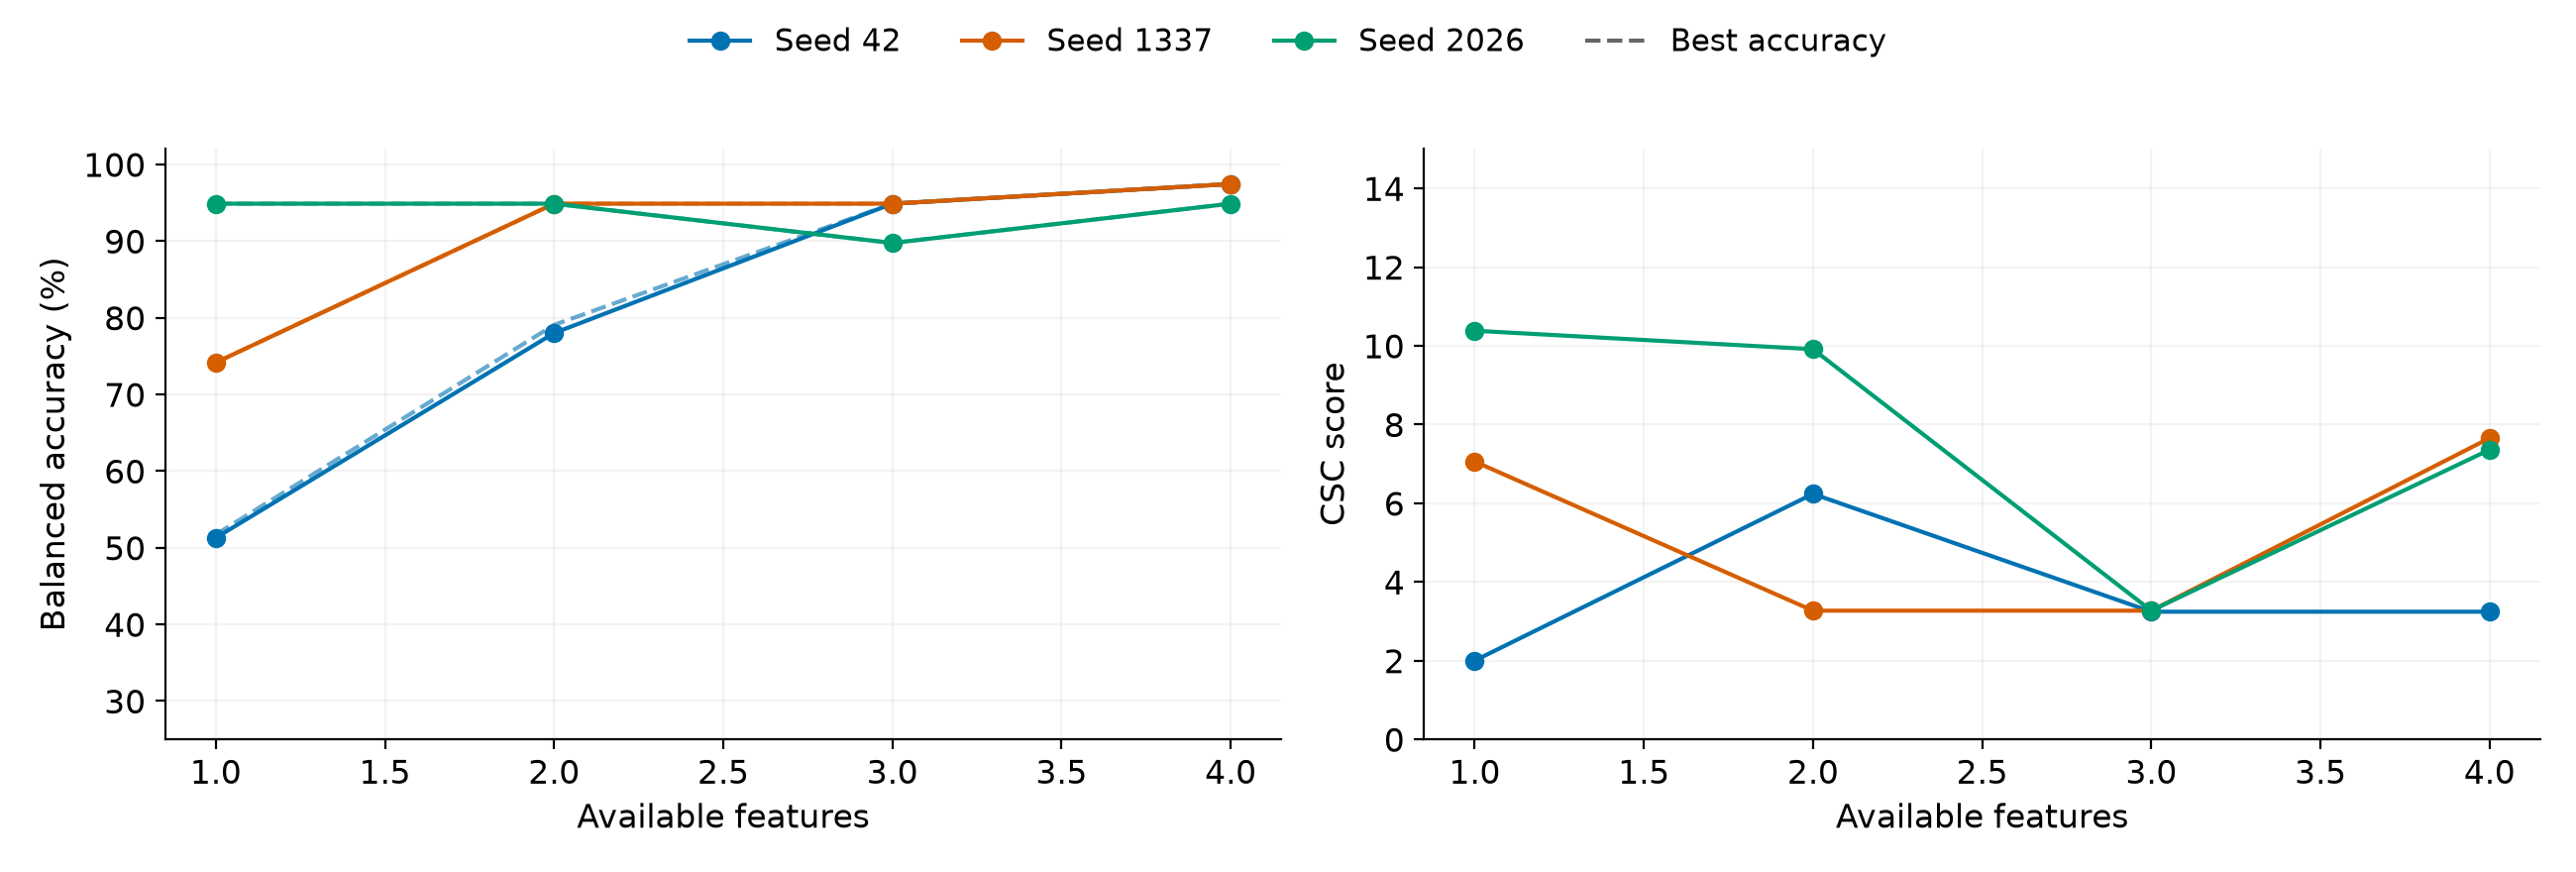 Seed 42 Seed 1337 Seed 2026 Best accuracy
Balanced accuracy (%)
100
90
80
70
60
50
40
30
1.0 1.5 2.0 2.5 3.0 3.5 4.0
Available features
CSC score
14
12
10
8
6
4
2
0
1.0 1.5 2.0 2.5 3.0 3.5 4.0
Available features